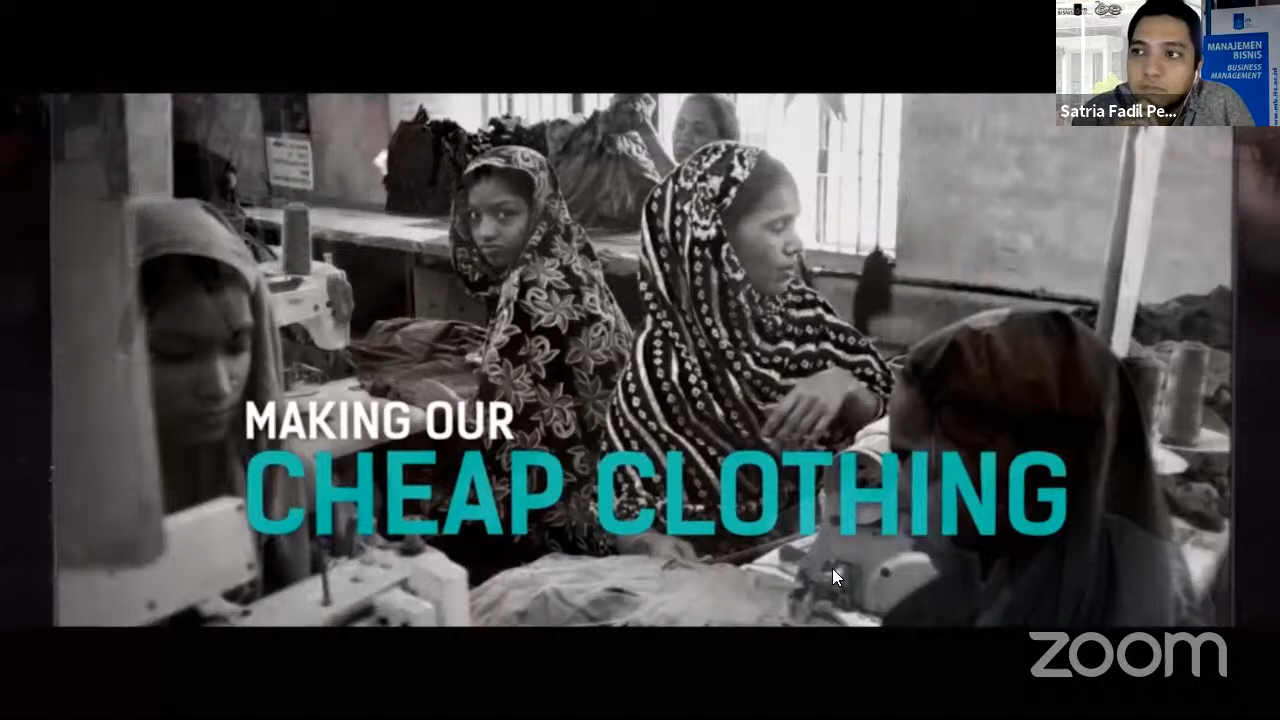 MANAJEMEN
BISNIS
BUSINESS
MANAGEMENT
Satria Fadil Pe...
MAKING OUR
CHEAP CLOTHING
zoom